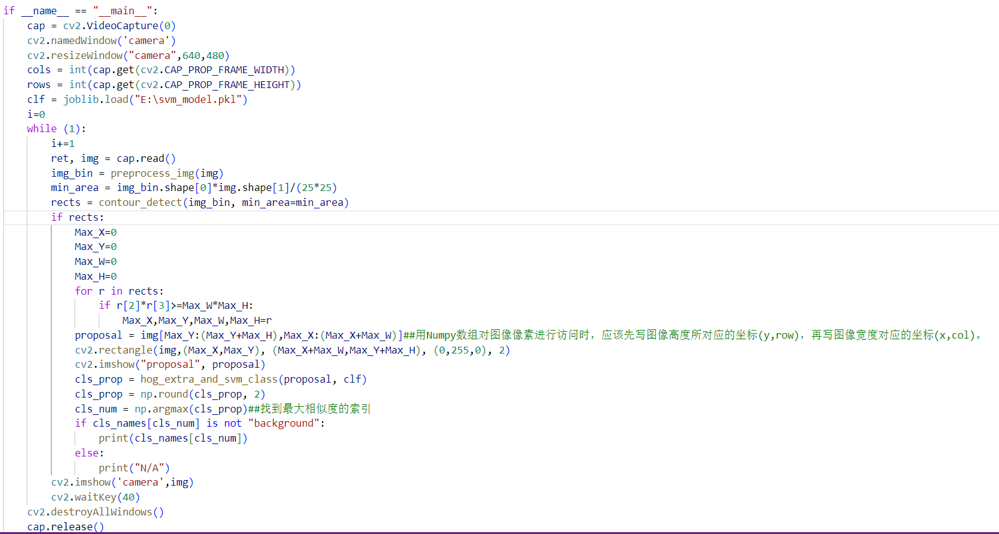 if __name__ == "__main__":
    cap = cv2.VideoCapture(0)
    cv2.namedWindow('camera')
    cv2.resizeWindow("camera",640,480)
    cols = int(cap.get(cv2.CAP_PROP_FRAME_WIDTH))
    rows = int(cap.get(cv2.CAP_PROP_FRAME_HEIGHT))
    clf = joblib.load("E:\svm_model.pkl")
    i=0
    while (1):
        i+=1
        ret, img = cap.read()
        img_bin = preprocess_img(img)
        min_area = img_bin.shape[0]*img.shape[1]/(25*25)
        rects = contour_detect(img_bin, min_area=min_area)
        if rects:
            Max_X=0
            Max_Y=0
            Max_W=0
            Max_H=0
            for r in rects:
                if r[2]*r[3]>=Max_W*Max_H:
                    Max_X,Max_Y,Max_W,Max_H=r
            proposal = img[Max_Y:(Max_Y+Max_H),Max_X:(Max_X+Max_W)]##用Numpy数组对图像像素进行访问时，应该先写图像高度所对应的坐标(y,row)，再写图像宽度对应的坐标(x,col)。
            cv2.rectangle(img,(Max_X,Max_Y), (Max_X+Max_W,Max_Y+Max_H), (0,255,0), 2)
            cv2.imshow("proposal", proposal)
            cls_prop = hog_extra_and_svm_class(proposal, clf)
            cls_prop = np.round(cls_prop, 2)
            cls_num = np.argmax(cls_prop)##找到最大相似度的索引
            if cls_names[cls_num] is not "background":
                print(cls_names[cls_num])
            else:
                print("N/A")
        cv2.imshow('camera',img)
        cv2.waitKey(40)
    cv2.destroyAllWindows()
    cap.release()